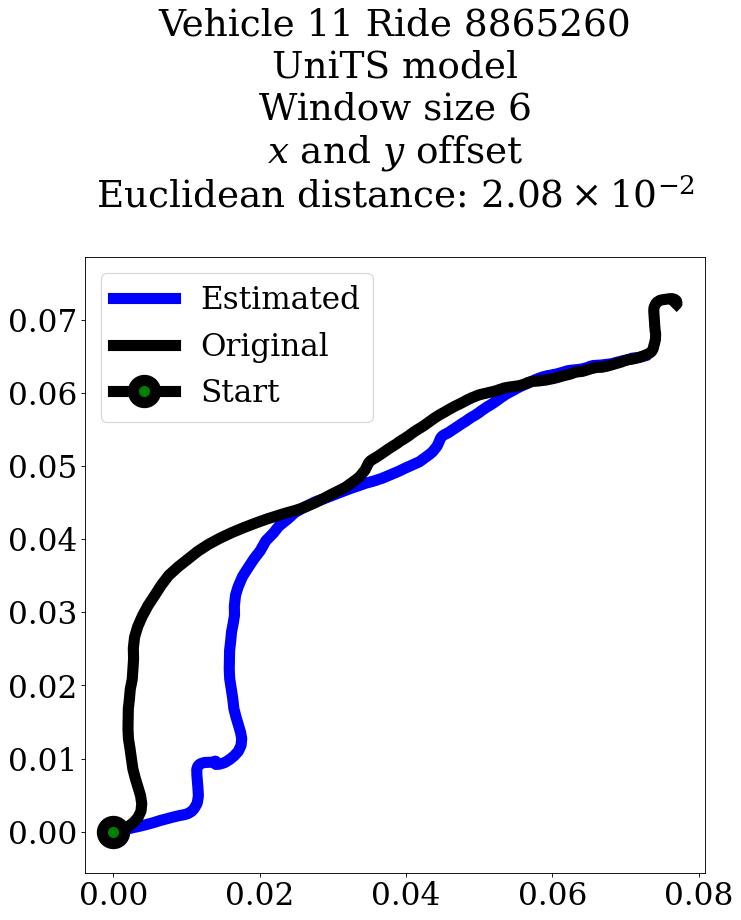 Vehicle 11 Ride 8865260
UniTS model
Window size 6
x and y offset
Euclidean distance: 2.08 × 10⁻²
Estimated
Original
Start
0.07
0.06
0.05
0.04
0.03
0.02
0.01
0.00
0.00 0.02 0.04 0.06 0.08